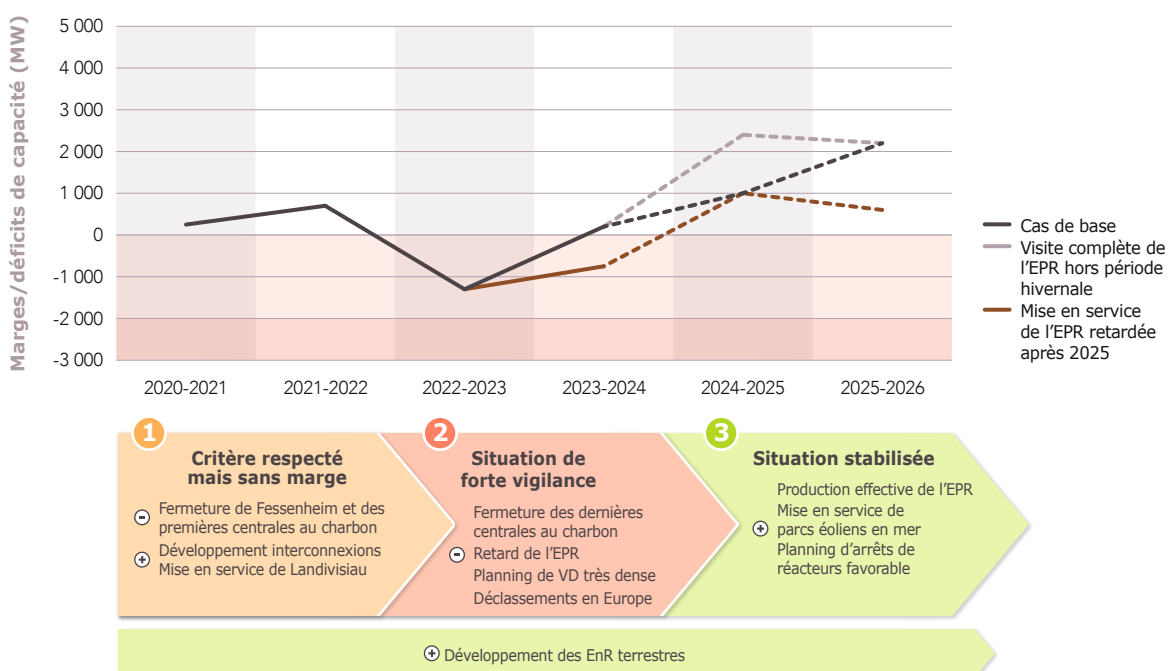 Marges/déficits de capacité (MW)
5 000
4 000
3 000
2 000
1 000
0
-1 000
-2 000
-3 000
2020-2021
2021-2022
2022-2023
2023-2024
2024-2025
2025-2026
Cas de base
Visite complète de
l'EPR hors période
hivernale
Mise en service
de l'EPR retardée
après 2025
1
Critère respecté
mais sans marge
Fermeture de Fessenheim et des
premières centrales au charbon
Développement interconnexions
Mise en service de Landivisiau
2
Situation de
forte vigilance
Fermeture des dernières
centrales au charbon
Retard de l'EPR
Planning de VD très dense
Déclassements en Europe
3
Situation stabilisée
Production effective de l'EPR
Mise en service de
parcs éoliens en mer
Planning d'arrêts de
réacteurs favorable
Développement des EnR terrestres